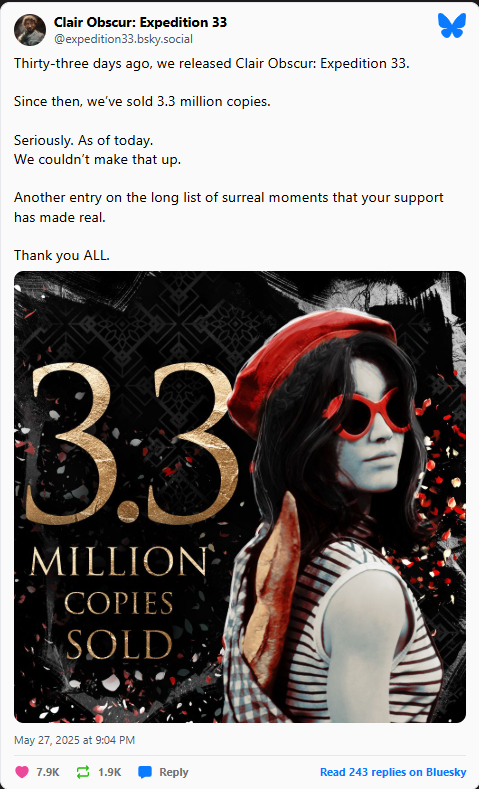 Clair Obscur: Expedition 33
@expedition33.bsky.social
Thirty-three days ago, we released Clair Obscur: Expedition 33.
Since then, we've sold 3.3 million copies.
Seriously. As of today.
We couldn't make that up.
Another entry on the long list of surreal moments that your support
has made real.
Thank you ALL.
3.3
MILLION
COPIES
SOLD
May 27, 2025 at 9:04 PM
7.9K 1.9K Reply Read 243 replies on Bluesky